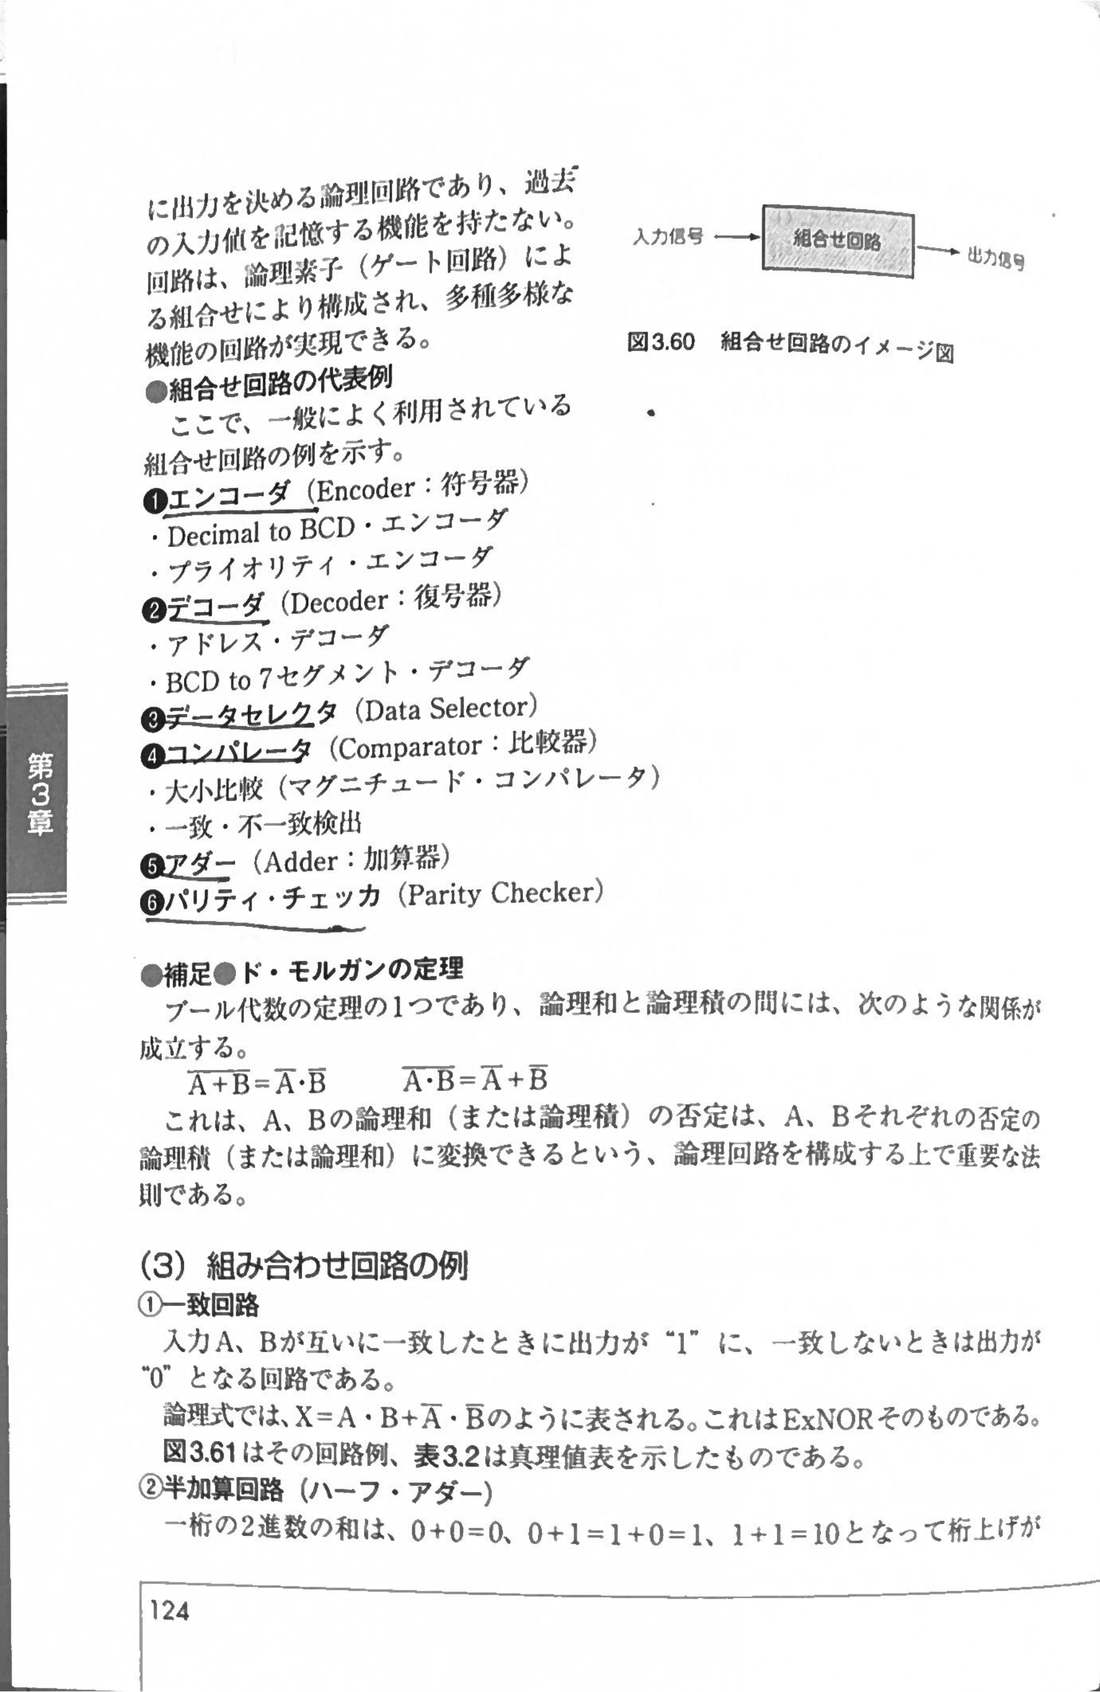 に出力を決める論理回路であり、過去
の入力値を記憶する機能を持たない。
回路は、論理素子（ゲート回路）によ
る組合せにより構成され、多種多様な
機能の回路が実現できる。
●組合せ回路の代表例
ここで、一般によく利用されている
組合せ回路の例を示す。
❶エンコーダ（Encoder：符号器）
・Decimal to BCD・エンコーダ
・プライオリティ・エンコーダ
❷デコーダ（Decoder：復号器）
・アドレス・デコーダ
・BCD to 7セグメント・デコーダ
❸データセレクタ（Data Selector）
❹コンパレータ（Comparator：比較器）
・大小比較（マグニチュード・コンパレータ）
・一致・不一致検出
❺アダー（Adder：加算器）
❻パリティ・チェッカ（Parity Checker）
入力信号 組合せ回路 出力信号
図3.60 組合せ回路のイメージ図
第3章
●補足●ド・モルガンの定理
ブール代数の定理の1つであり、論理和と論理積の間には、次のような関係が
成立する。
A̅+̅B̅=A̅・B̅ A̅・̅B̅=A̅+B̅
これは、A、Bの論理和（または論理積）の否定は、A、Bそれぞれの否定の
論理積（または論理和）に変換できるという、論理回路を構成する上で重要な法
則である。
（3）組み合わせ回路の例
①一致回路
入力A、Bが互いに一致したときに出力が“1”に、一致しないときは出力が
“0”となる回路である。
論理式では、X=A・B+A̅・B̅のように表される。これはExNORそのものである。
図3.61はその回路例、表3.2は真理値表を示したものである。
②半加算回路（ハーフ・アダー）
一桁の2進数の和は、0+0=0、0+1=1+0=1、1+1=10となって桁上げが
124